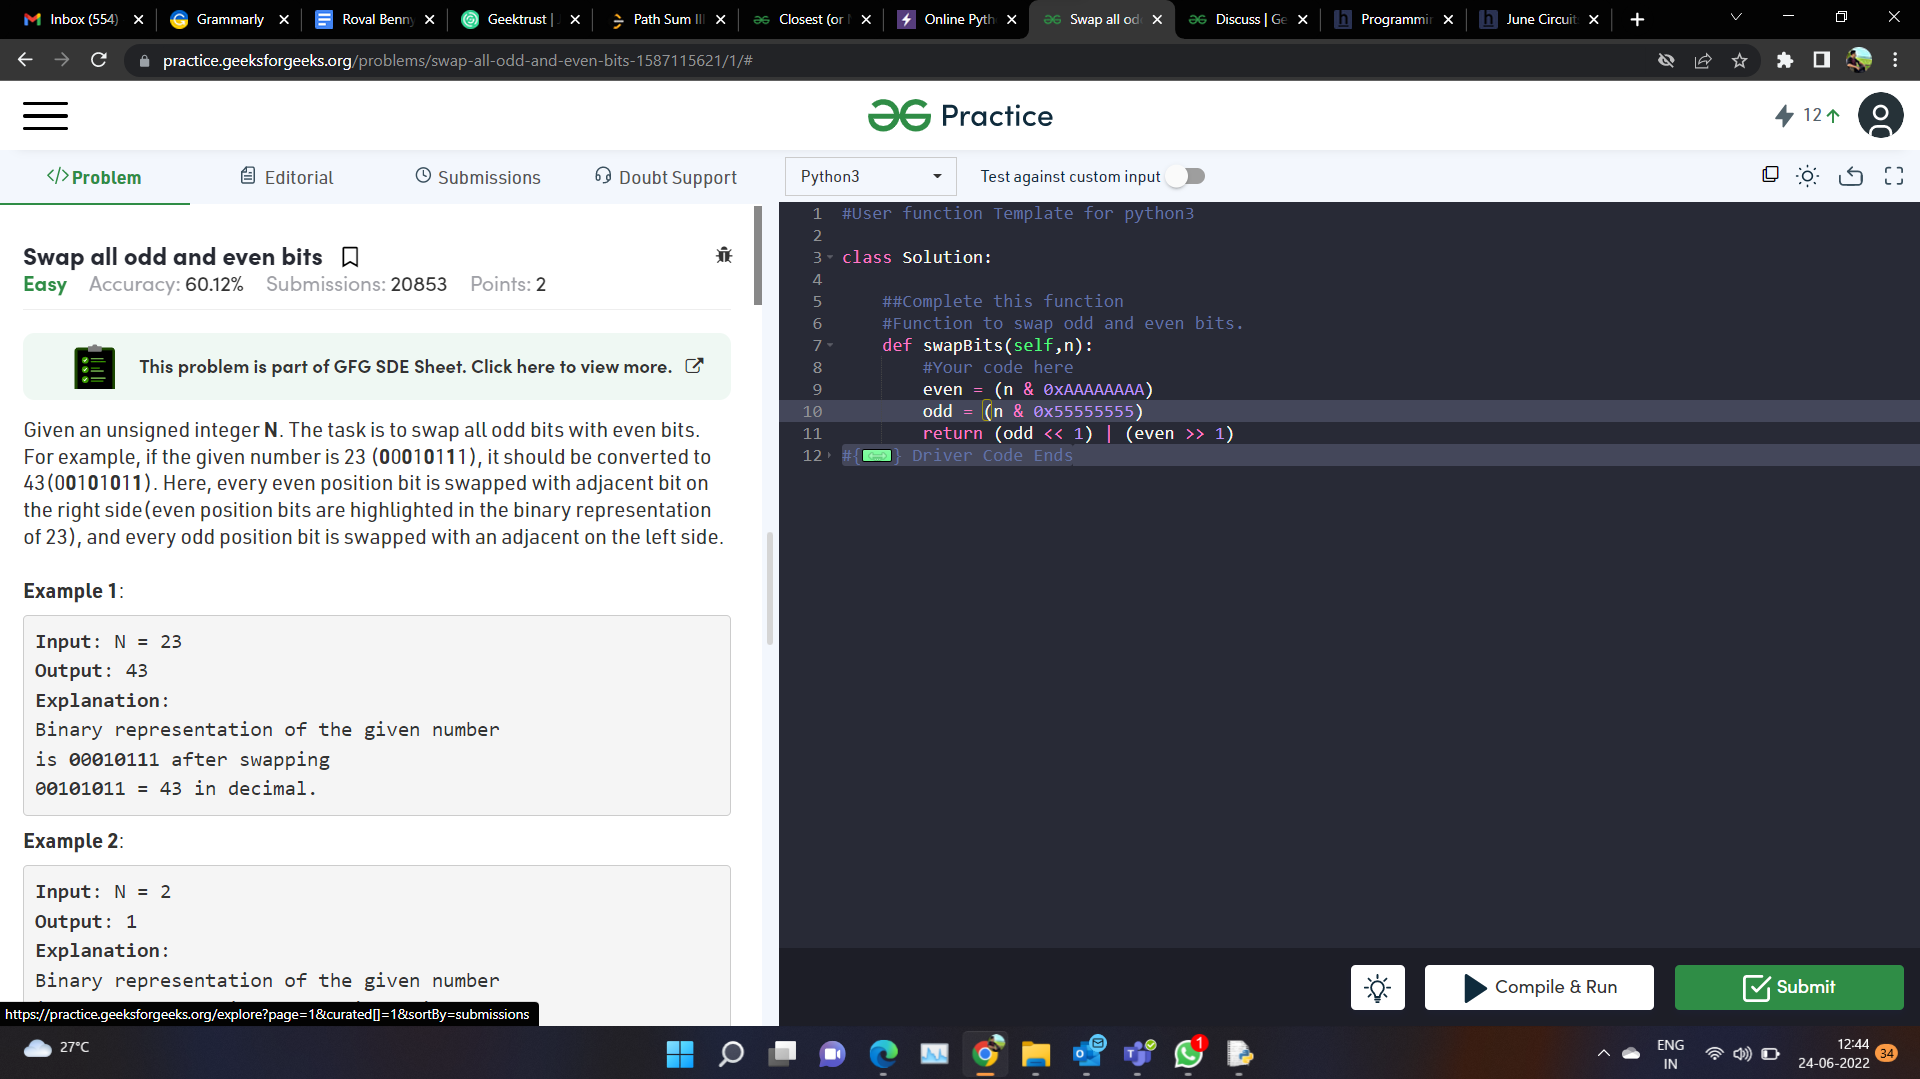 Inbox (554)
Grammarly
Roval Benny
Geektrust |
Path Sum III
Closest (or
Online Pyth
Swap all od
Discuss | Ge
Programmi
June Circuit
practice.geeksforgeeks.org/problems/swap-all-odd-and-even-bits-1587115621/1/#
Practice
12
</>Problem
Editorial
Submissions
Doubt Support
Python3
Test against custom input
Swap all odd and even bits
Easy Accuracy: 60.12% Submissions: 20853 Points: 2
This problem is part of GFG SDE Sheet. Click here to view more.
Given an unsigned integer N. The task is to swap all odd bits with even bits.
For example, if the given number is 23 (00010111), it should be converted to
43(00101011). Here, every even position bit is swapped with adjacent bit on
the right side(even position bits are highlighted in the binary representation
of 23), and every odd position bit is swapped with an adjacent on the left side.
Example 1:
Input: N = 23
Output: 43
Explanation:
Binary representation of the given number
is 00010111 after swapping
00101011 = 43 in decimal.
Example 2:
Input: N = 2
Output: 1
Explanation:
Binary representation of the given number
https://practice.geeksforgeeks.org/explore?page=1&curated[]=1&sortBy=submissions
1 #User function Template for python3
2
3 class Solution:
4
5 ##Complete this function
6 #Function to swap odd and even bits.
7 def swapBits(self,n):
8 #Your code here
9 even = (n & 0xAAAAAAAA)
10 odd = (n & 0x55555555)
11 return (odd << 1) | (even >> 1)
12 #{ } Driver Code Ends
Compile & Run
Submit
27°C
1
ENG
IN
12:44
24-06-2022
34